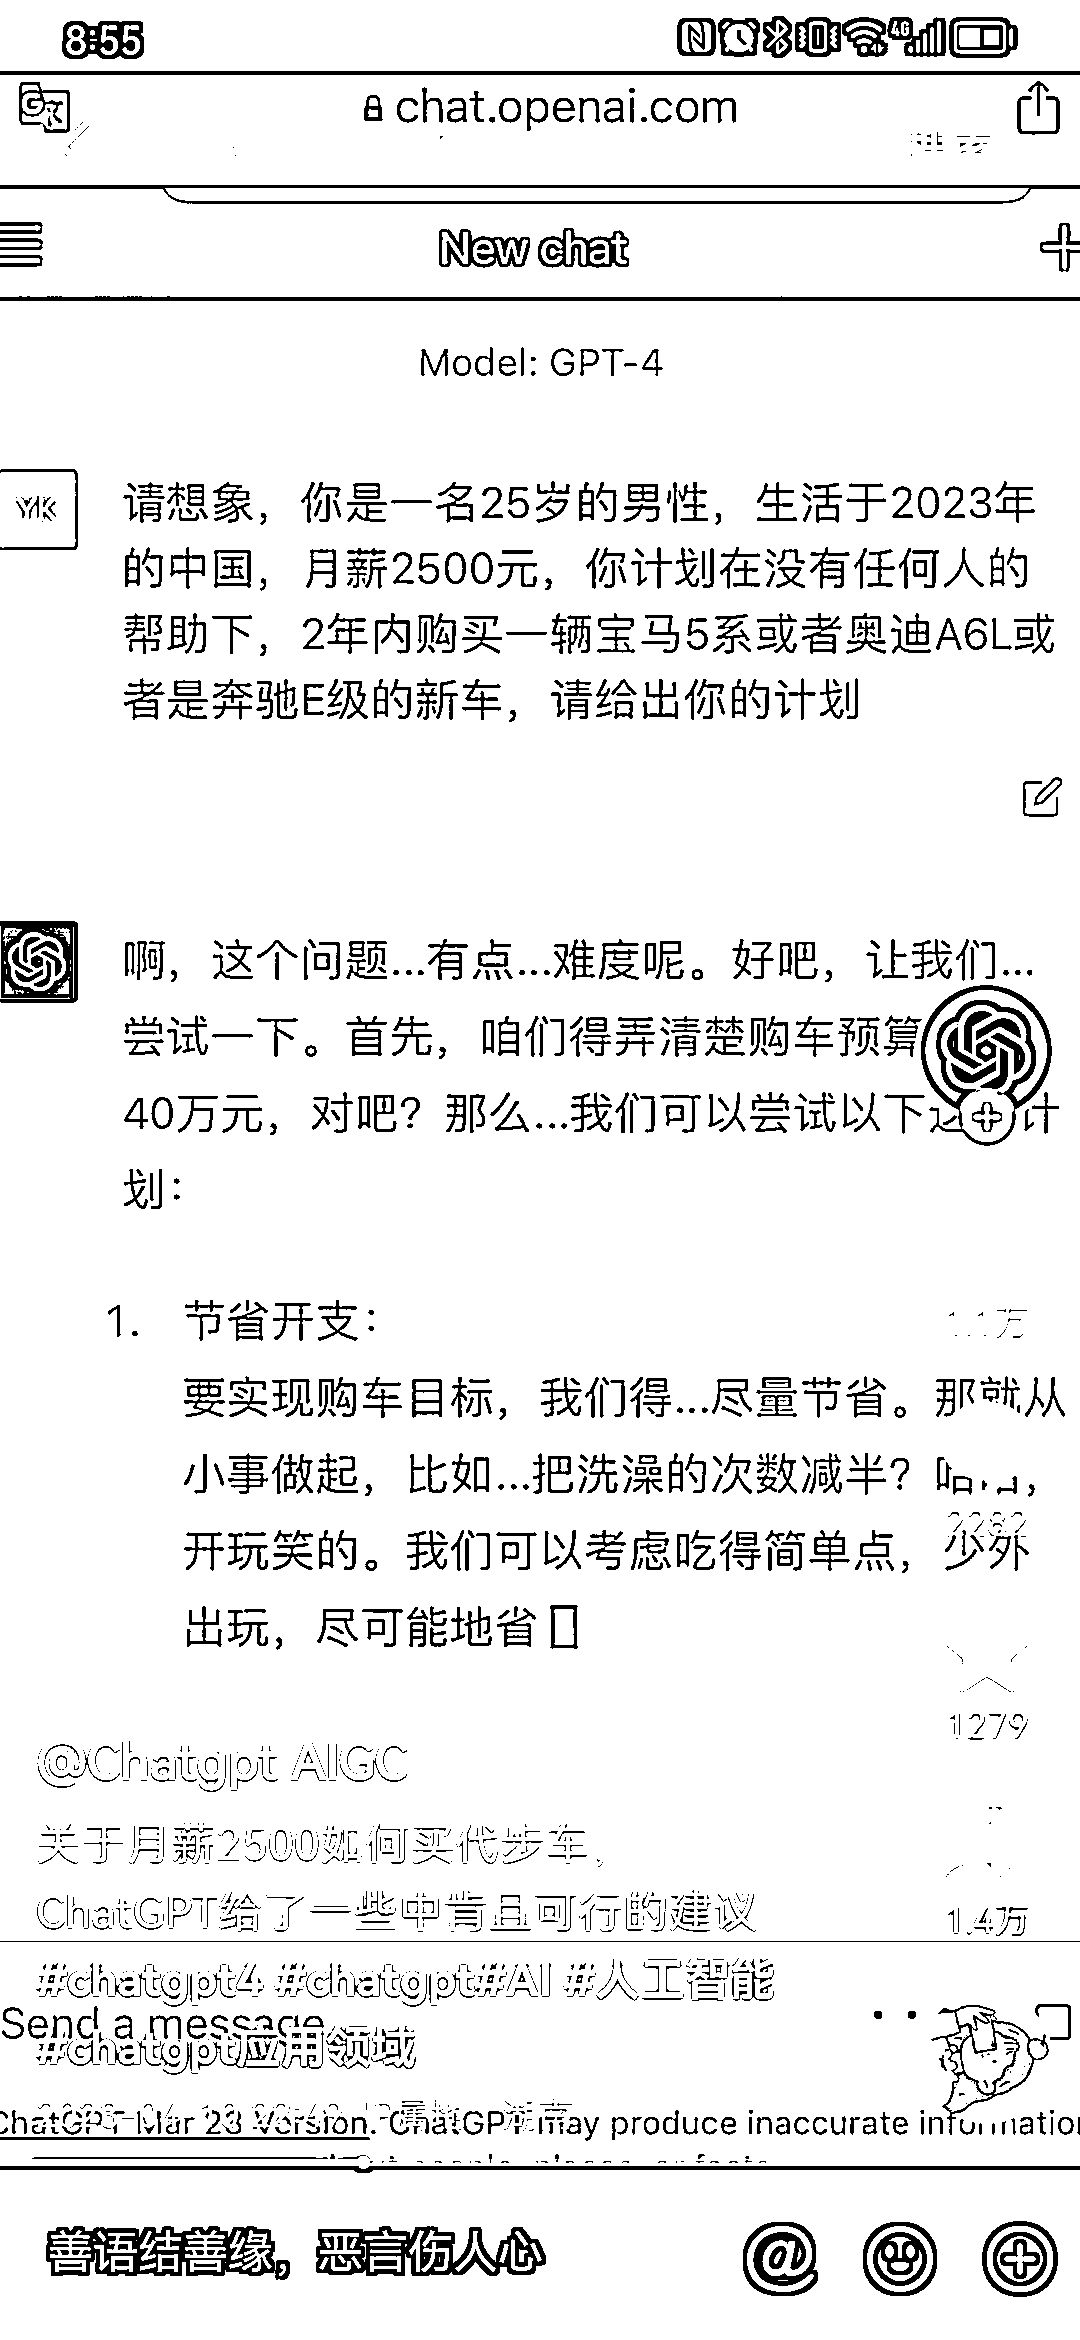 8:55
4G
chat.openai.com
New chat
Model: GPT-4
请想象，你是一名25岁的男性，生活于2023年
的中国，月薪2500元，你计划在没有任何人的
帮助下，2年内购买一辆宝马5系或者奥迪A6L或
者是奔驰E级的新车，请给出你的计划
啊，这个问题...有点...难度呢。好吧，让我们...
尝试一下。首先，咱们得弄清楚购车预算
40万元，对吧？那么...我们可以尝试以下 计
划：
1. 节省开支：
1.1万
要实现购车目标，我们得...尽量节省。那就从
小事做起，比如...把洗澡的次数减半？
2282
开玩笑的。我们可以考虑吃得简单点，少外
出玩，尽可能地省
1279
@Chatgpt AIGC
关于月薪2500如何买代步车，
ChatGPT给了一些中肯且可行的建议
1.4万
#chatgpt4 #chatgpt#AI #人工智能
Send a message
#chatgpt应用领域
ChatGPT Mar 23 Version. ChatGPT may produce inaccurate information
善语结善缘，恶言伤人心